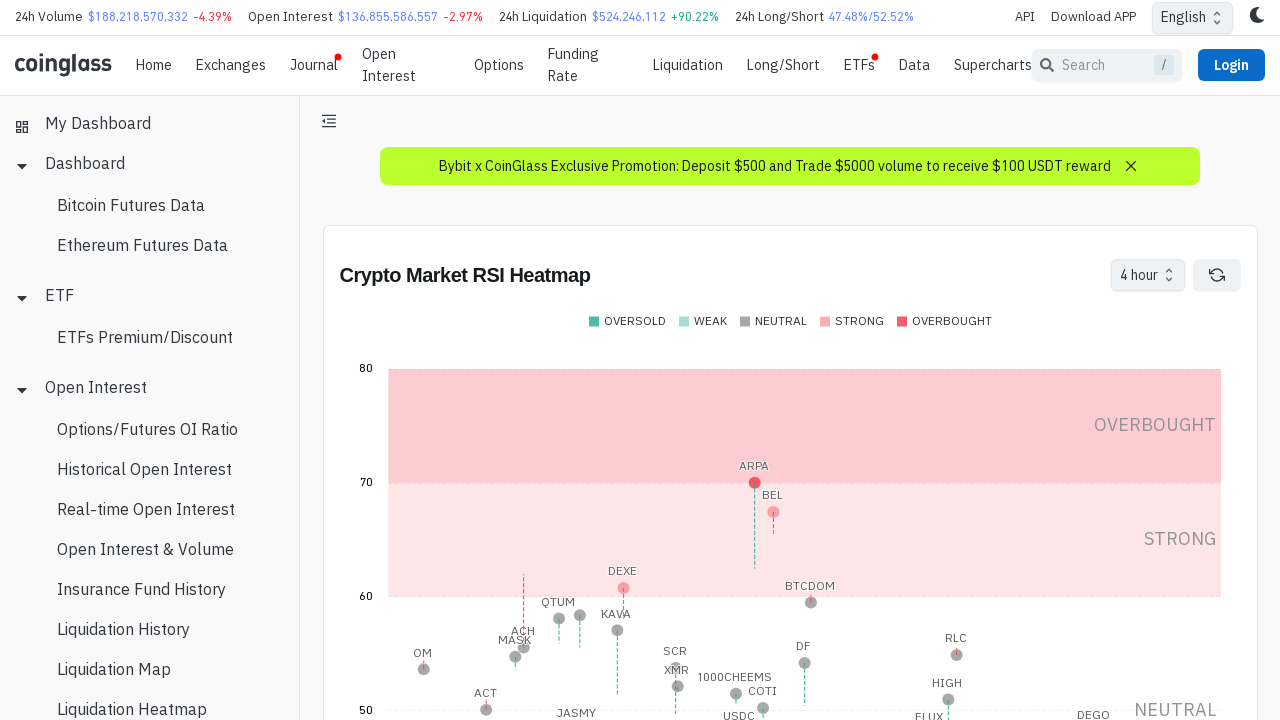 24h Volume $188,218,570,332 -4.39% Open Interest $136,855,586,557 -2.97% 24h Liquidation $524,246,112 +90.22% 24h Long/Short 47.48%/52.52% API Download APP English
coinglass Home Exchanges Journal Open Interest Options Funding Rate Liquidation Long/Short ETFs Data Supercharts Search / Login
My Dashboard
Dashboard
Bitcoin Futures Data
Ethereum Futures Data
ETF
ETFs Premium/Discount
Open Interest
Options/Futures OI Ratio
Historical Open Interest
Real-time Open Interest
Open Interest & Volume
Insurance Fund History
Liquidation History
Liquidation Map
Liquidation Heatmap
Bybit x CoinGlass Exclusive Promotion: Deposit $500 and Trade $5000 volume to receive $100 USDT reward
Crypto Market RSI Heatmap
4 hour
OVERSOLD WEAK NEUTRAL STRONG OVERBOUGHT
80
OVERBOUGHT
ARPA
70
BEL
STRONG
DEXE
BTCDOM
60
QTUM
KAVA
ACH
MASK
RLC
OM
SCR
DF
XMR
1000CHEEMS
HIGH
ACT
COTI
50
JASMY
USDC
FLUX
DEGO
NEUTRAL